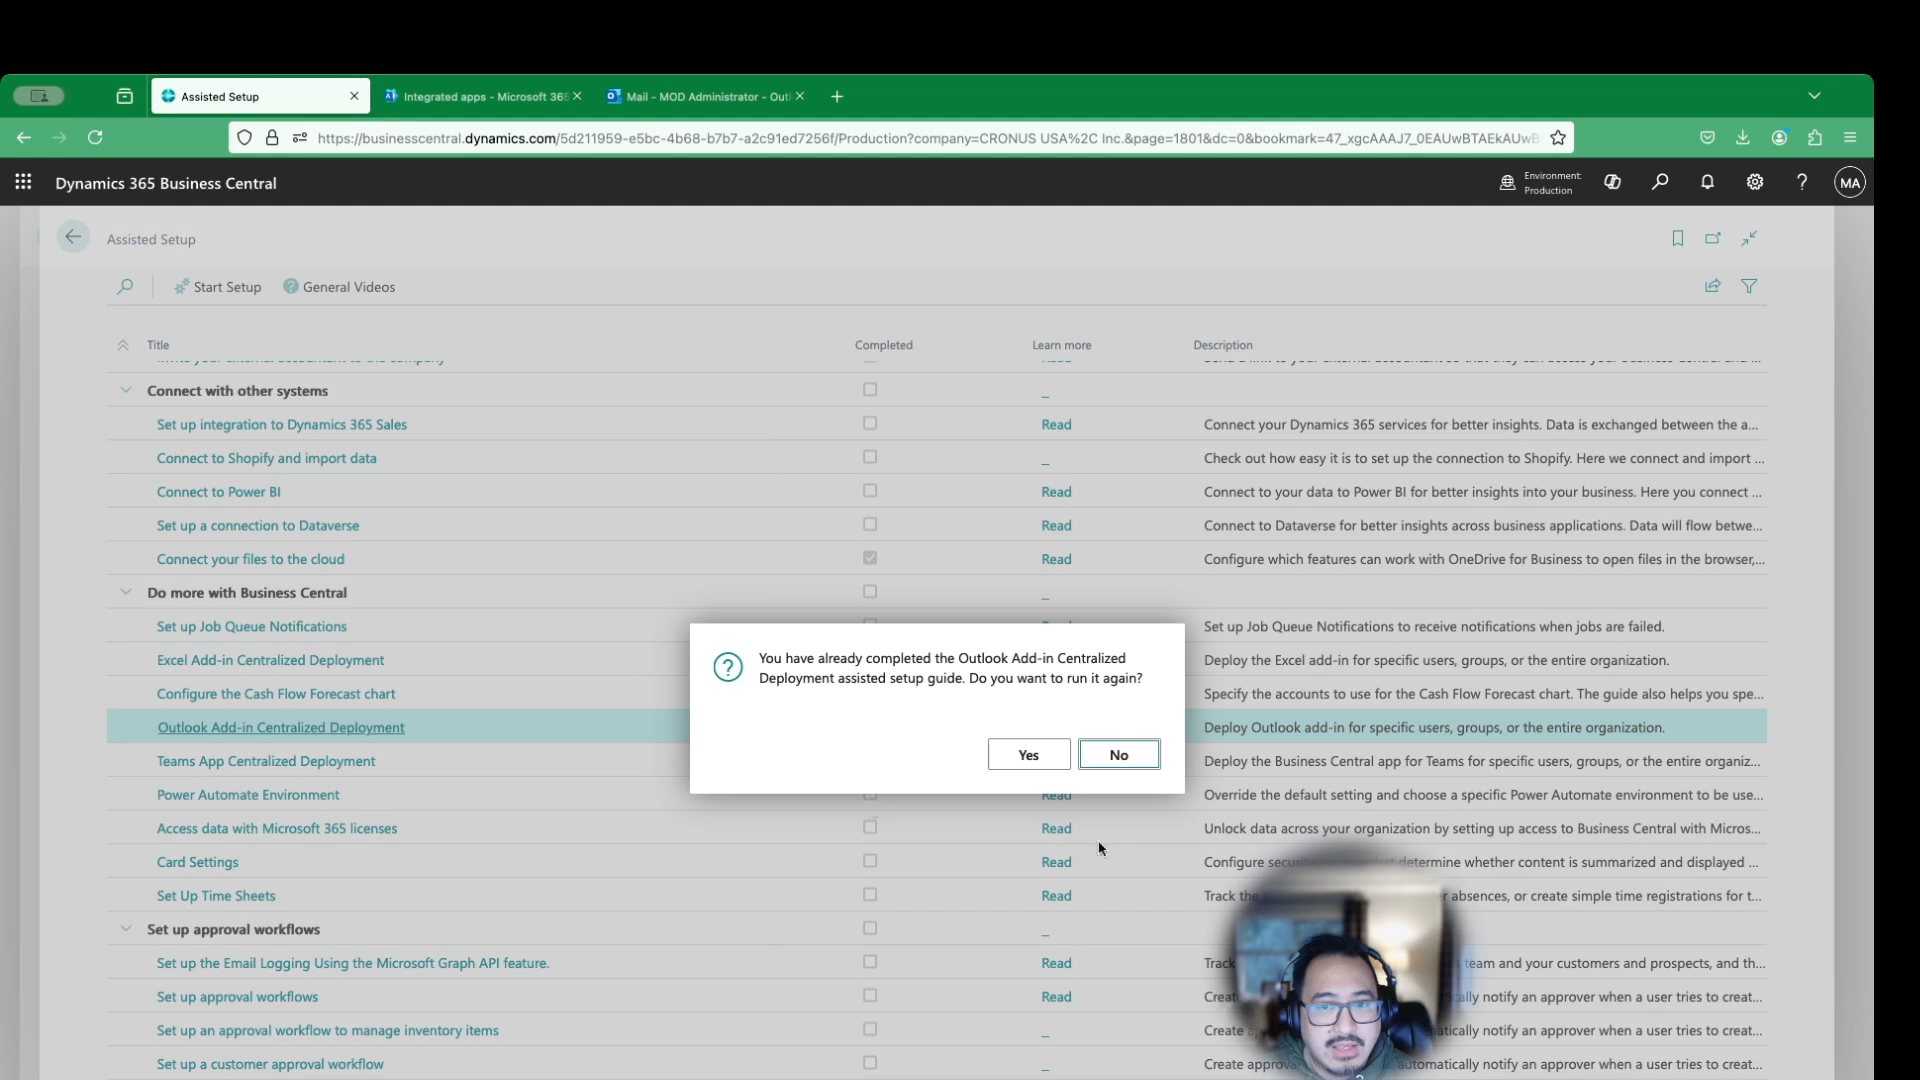 Assisted Setup
Integrated apps - Microsoft 365
Mail - MOD Administrator - Outl
https://businesscentral.dynamics.com/5d211959-e5bc-4b68-b7b7-a2c91ed7256f/Production?company=CRONUS USA%2C Inc.&page=1801&dc=0&bookmark=47_xgcAAAJ7_0EAUwBTAEkAUwB
Dynamics 365 Business Central
Environment:
Production
MA
Assisted Setup
Start Setup
General Videos
Title Completed Learn more Description
Connect with other systems _
Set up integration to Dynamics 365 Sales Read Connect your Dynamics 365 services for better insights. Data is exchanged between the a...
Connect to Shopify and import data _ Check out how easy it is to set up the connection to Shopify. Here we connect and import ...
Connect to Power BI Read Connect to your data to Power BI for better insights into your business. Here you connect ...
Set up a connection to Dataverse Read Connect to Dataverse for better insights across business applications. Data will flow betwe...
Connect your files to the cloud Read Configure which features can work with OneDrive for Business to open files in the browser,...
Do more with Business Central _
Set up Job Queue Notifications Set up Job Queue Notifications to receive notifications when jobs are failed.
Excel Add-in Centralized Deployment Deploy the Excel add-in for specific users, groups, or the entire organization.
Configure the Cash Flow Forecast chart Specify the accounts to use for the Cash Flow Forecast chart. The guide also helps you spe...
Outlook Add-in Centralized Deployment Deploy Outlook add-in for specific users, groups, or the entire organization.
Teams App Centralized Deployment Deploy the Business Central app for Teams for specific users, groups, or the entire organiz...
Power Automate Environment Read Override the default setting and choose a specific Power Automate environment to be use...
Access data with Microsoft 365 licenses Read Unlock data across your organization by setting up access to Business Central with Micros...
Card Settings Read Configure determine whether content is summarized and displayed ...
Set Up Time Sheets Read Track absences, or create simple time registrations for t...
Set up approval workflows _
Set up the Email Logging Using the Microsoft Graph API feature. Read Track team and your customers and prospects, and th...
Set up approval workflows Read notify an approver when a user tries to creat...
Set up an approval workflow to manage inventory items _ Create notify an approver when a user tries to creat...
Set up a customer approval workflow _ Create automatically notify an approver when a user tries to creat...
You have already completed the Outlook Add-in Centralized
Deployment assisted setup guide. Do you want to run it again?
Yes No